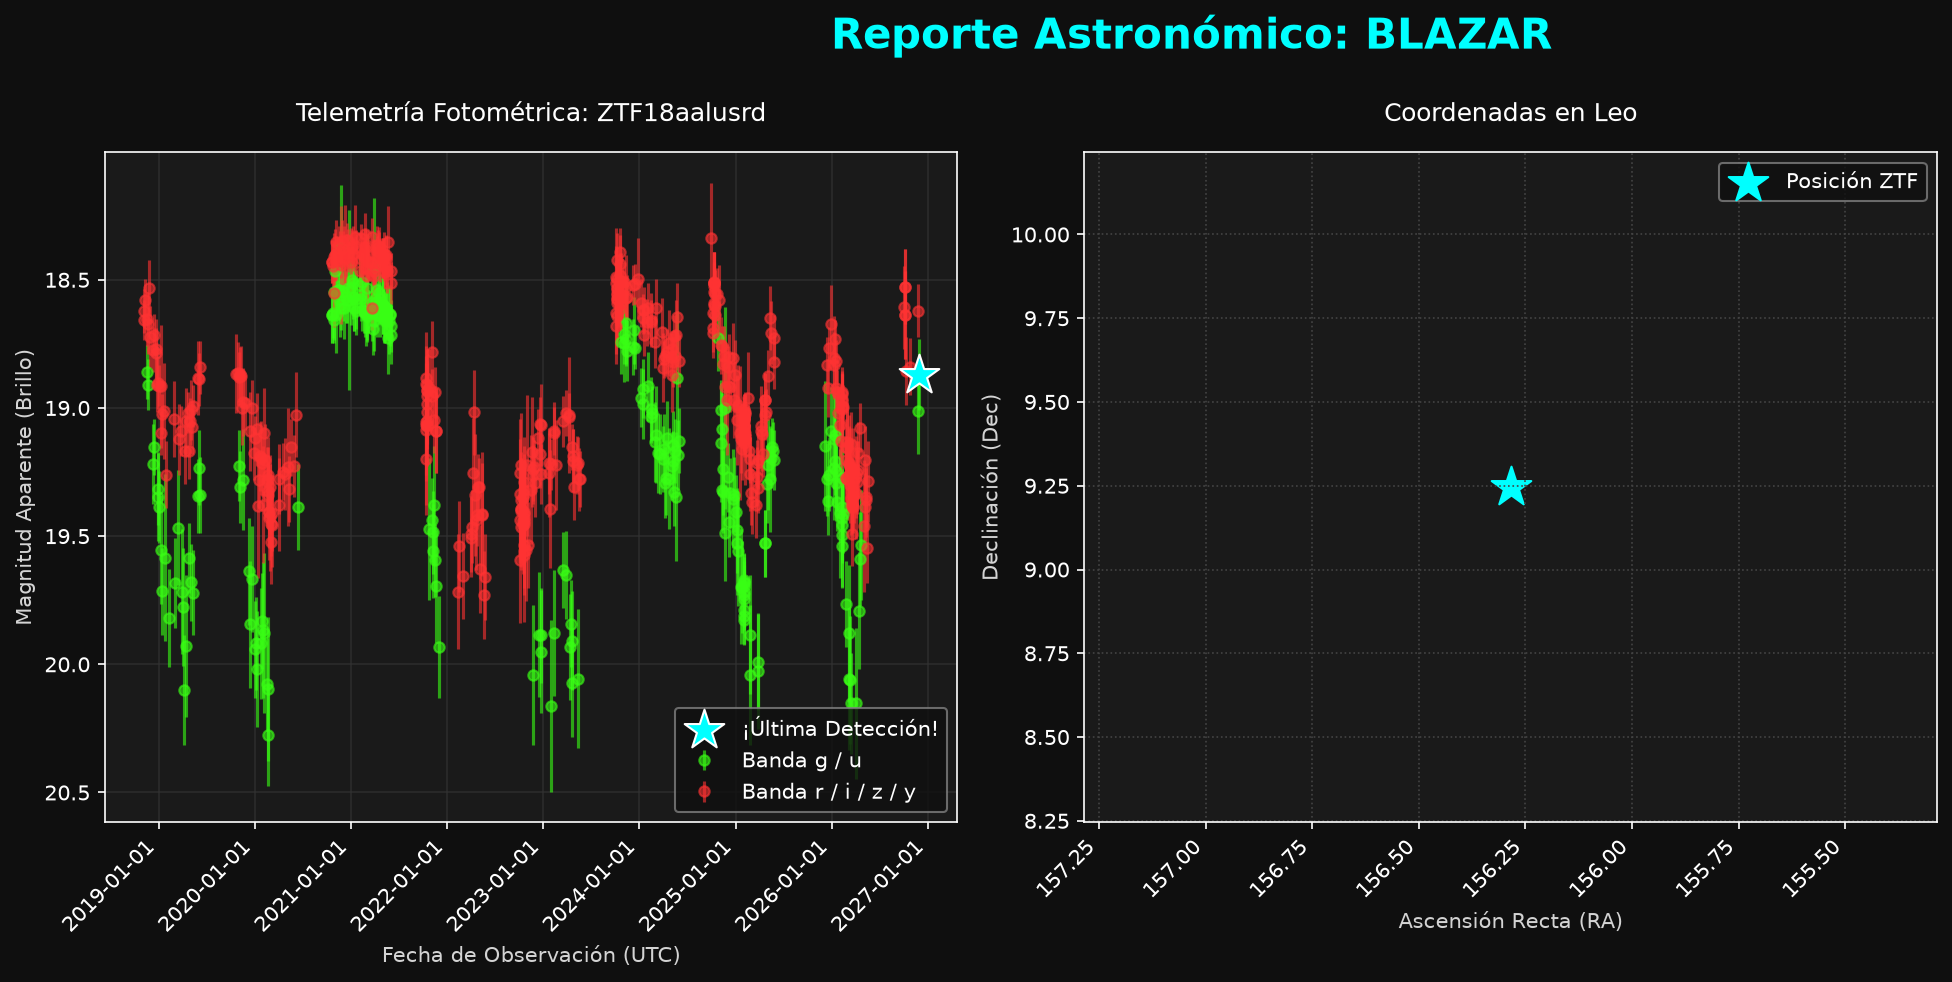 Reporte Astronómico: BLAZAR
Telemetría Fotométrica: ZTF18aalusrd
Magnitud Aparente (Brillo)
18.5
19.0
19.5
20.0
20.5
¡Última Detección!
Banda g / u
Banda r / i / z / y
2019-01-01
2020-01-01
2021-01-01
2022-01-01
2023-01-01
2024-01-01
2025-01-01
2026-01-01
2027-01-01
Fecha de Observación (UTC)
Coordenadas en Leo
Posición ZTF
Declinación (Dec)
10.00
9.75
9.50
9.25
9.00
8.75
8.50
8.25
157.25
157.00
156.75
156.50
156.25
156.00
155.75
155.50
Ascensión Recta (RA)